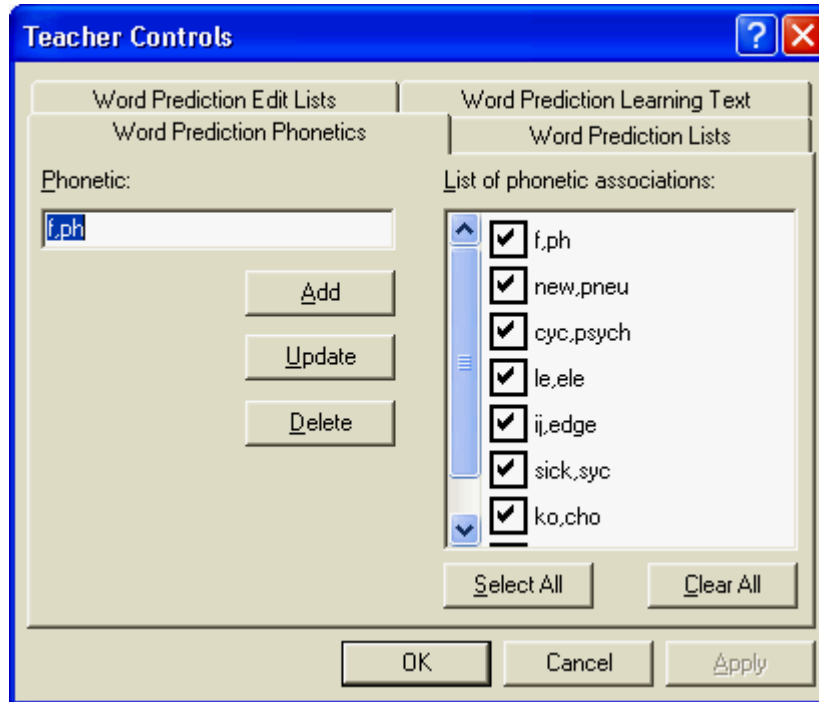 Teacher Controls
Word Prediction Edit Lists
Word Prediction Learning Text
Word Prediction Phonetics
Word Prediction Lists
Phonetic:
f,ph
Add
Update
Delete
List of phonetic associations:
f,ph
new,pneu
cyc,psych
le,ele
ij,edge
sick,syc
ko,cho
Select All
Clear All
OK
Cancel
Apply